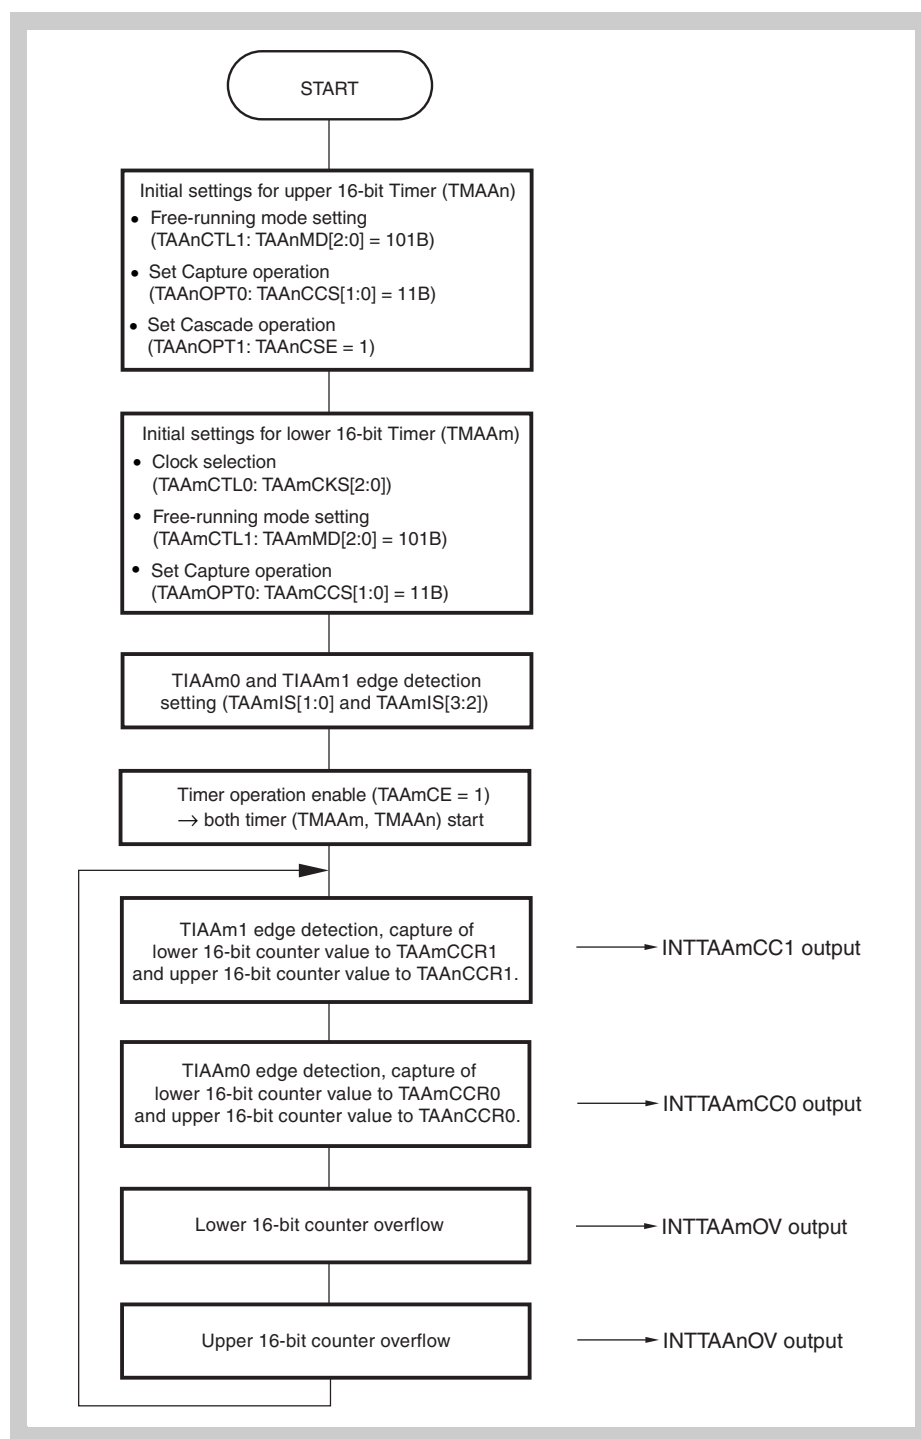 START
Initial settings for upper 16-bit Timer (TMAAn)
• Free-running mode setting
(TAAnCTL1: TAAnMD[2:0] = 101B)
• Set Capture operation
(TAAnOPT0: TAAnCCS[1:0] = 11B)
• Set Cascade operation
(TAAnOPT1: TAAnCSE = 1)
Initial settings for lower 16-bit Timer (TMAAm)
• Clock selection
(TAAmCTL0: TAAmCKS[2:0])
• Free-running mode setting
(TAAmCTL1: TAAmMD[2:0] = 101B)
• Set Capture operation
(TAAmOPT0: TAAmCCS[1:0] = 11B)
TIAAm0 and TIAAm1 edge detection
setting (TAAmIS[1:0] and TAAmIS[3:2])
Timer operation enable (TAAmCE = 1)
→ both timer (TMAAm, TMAAn) start
TIAAm1 edge detection, capture of
lower 16-bit counter value to TAAmCCR1
and upper 16-bit counter value to TAAnCCR1.
INTTAAmCC1 output
TIAAm0 edge detection, capture of
lower 16-bit counter value to TAAmCCR0
and upper 16-bit counter value to TAAnCCR0.
INTTAAmCC0 output
Lower 16-bit counter overflow
INTTAAmOV output
Upper 16-bit counter overflow
INTTAAnOV output